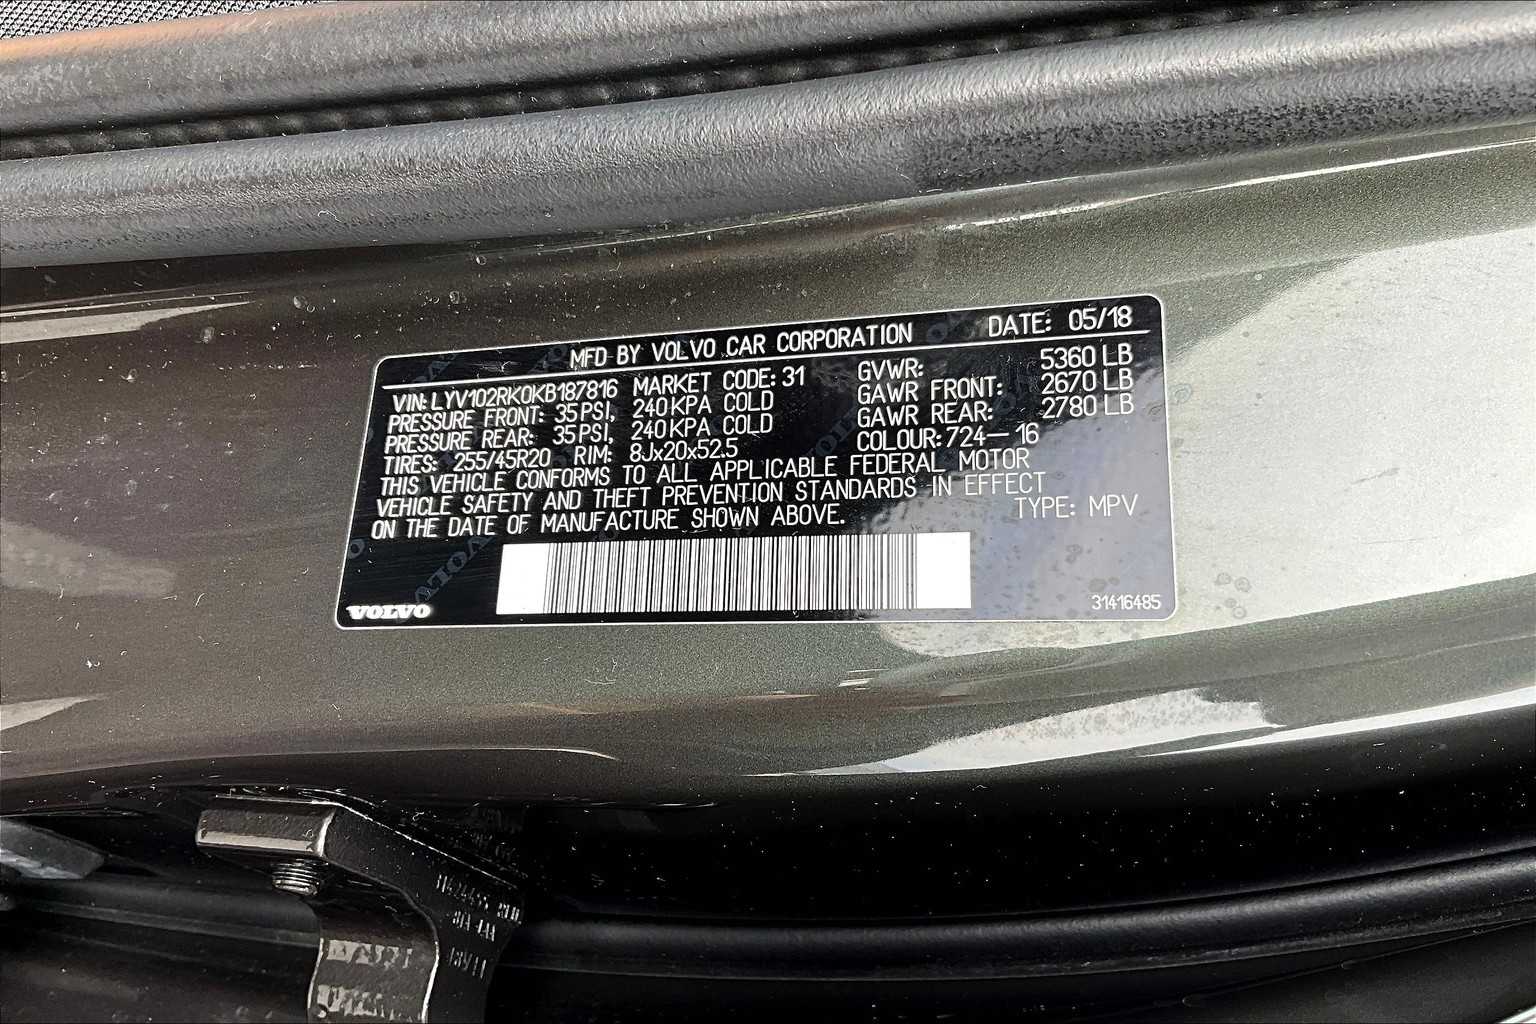 MFD BY VOLVO CAR CORPORATION DATE: 05/18
VIN: LYV102RK0KB187816 MARKET CODE: 31 GVWR: 5360 LB
PRESSURE FRONT: 35 PSI, 240 KPA COLD GAWR FRONT: 2670 LB
PRESSURE REAR: 35 PSI, 240 KPA COLD GAWR REAR: 2780 LB
TIRES: 255/45R20 RIM: 8Jx20x52.5 COLOUR: 724-16
THIS VEHICLE CONFORMS TO ALL APPLICABLE FEDERAL MOTOR
VEHICLE SAFETY AND THEFT PREVENTION STANDARDS IN EFFECT
ON THE DATE OF MANUFACTURE SHOWN ABOVE. TYPE: MPV
VOLVO
31416485